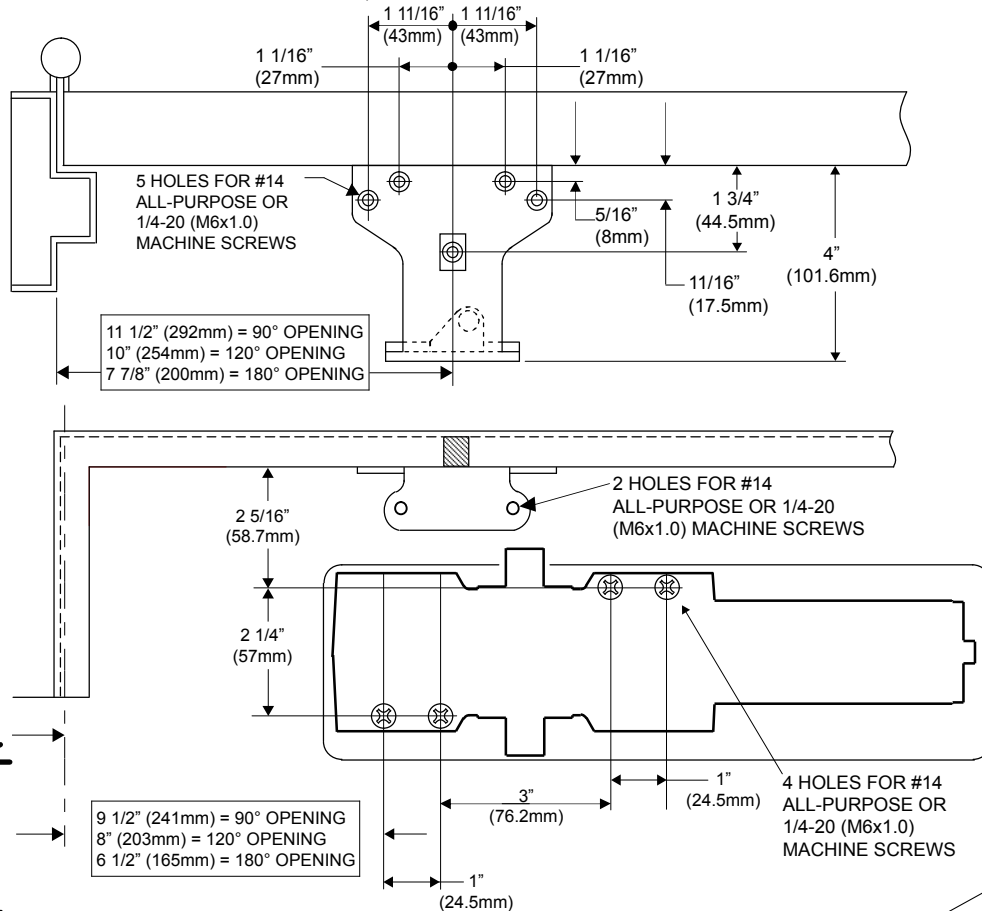 1 11/16” 1 11/16”
(43mm) (43mm)
1 1/16”
(27mm)
1 1/16”
(27mm)
5 HOLES FOR #14
ALL-PURPOSE OR
1/4-20 (M6x1.0)
MACHINE SCREWS
5/16”
(8mm)
1 3/4”
(44.5mm)
4”
(101.6mm)
11/16”
(17.5mm)
11 1/2” (292mm) = 90° OPENING
10” (254mm) = 120° OPENING
7 7/8” (200mm) = 180° OPENING
2 HOLES FOR #14
ALL-PURPOSE OR 1/4-20
(M6x1.0) MACHINE SCREWS
2 5/16”
(58.7mm)
2 1/4”
(57mm)
3”
(76.2mm)
1”
(24.5mm)
4 HOLES FOR #14
ALL-PURPOSE OR
1/4-20 (M6x1.0)
MACHINE SCREWS
9 1/2” (241mm) = 90° OPENING
8” (203mm) = 120° OPENING
6 1/2” (165mm) = 180° OPENING
1”
(24.5mm)